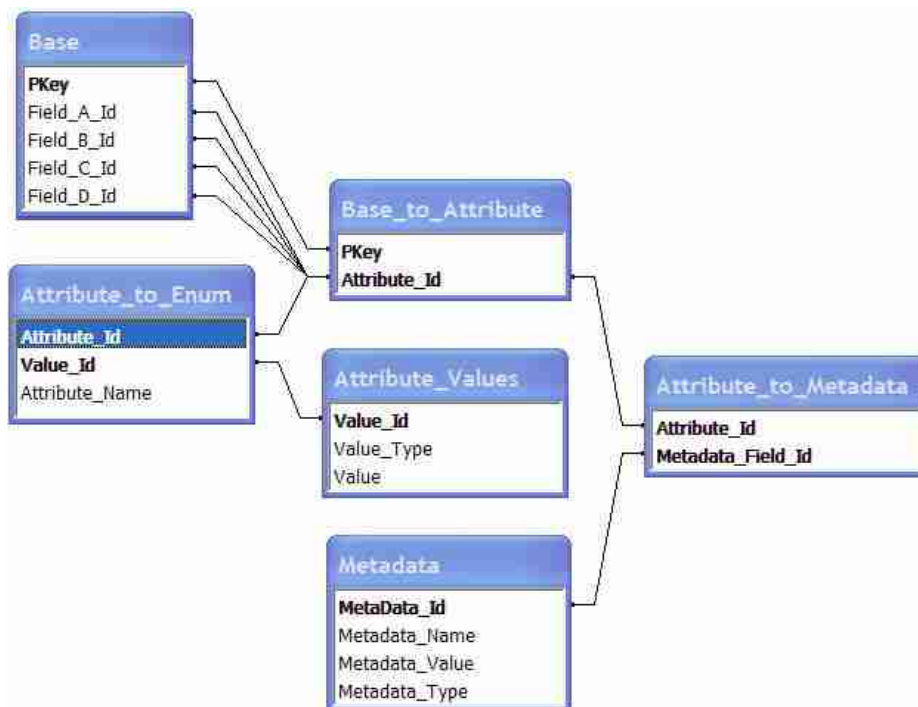 Base
PKey
Field_A_Id
Field_B_Id
Field_C_Id
Field_D_Id
Base_to_Attribute
PKey
Attribute_Id
Attribute_to_Enum
Attribute_Id
Value_Id
Attribute_Name
Attribute_Values
Value_Id
Value_Type
Value
Attribute_to_Metadata
Attribute_Id
Metadata_Field_Id
Metadata
MetaData_Id
Metadata_Name
Metadata_Value
Metadata_Type